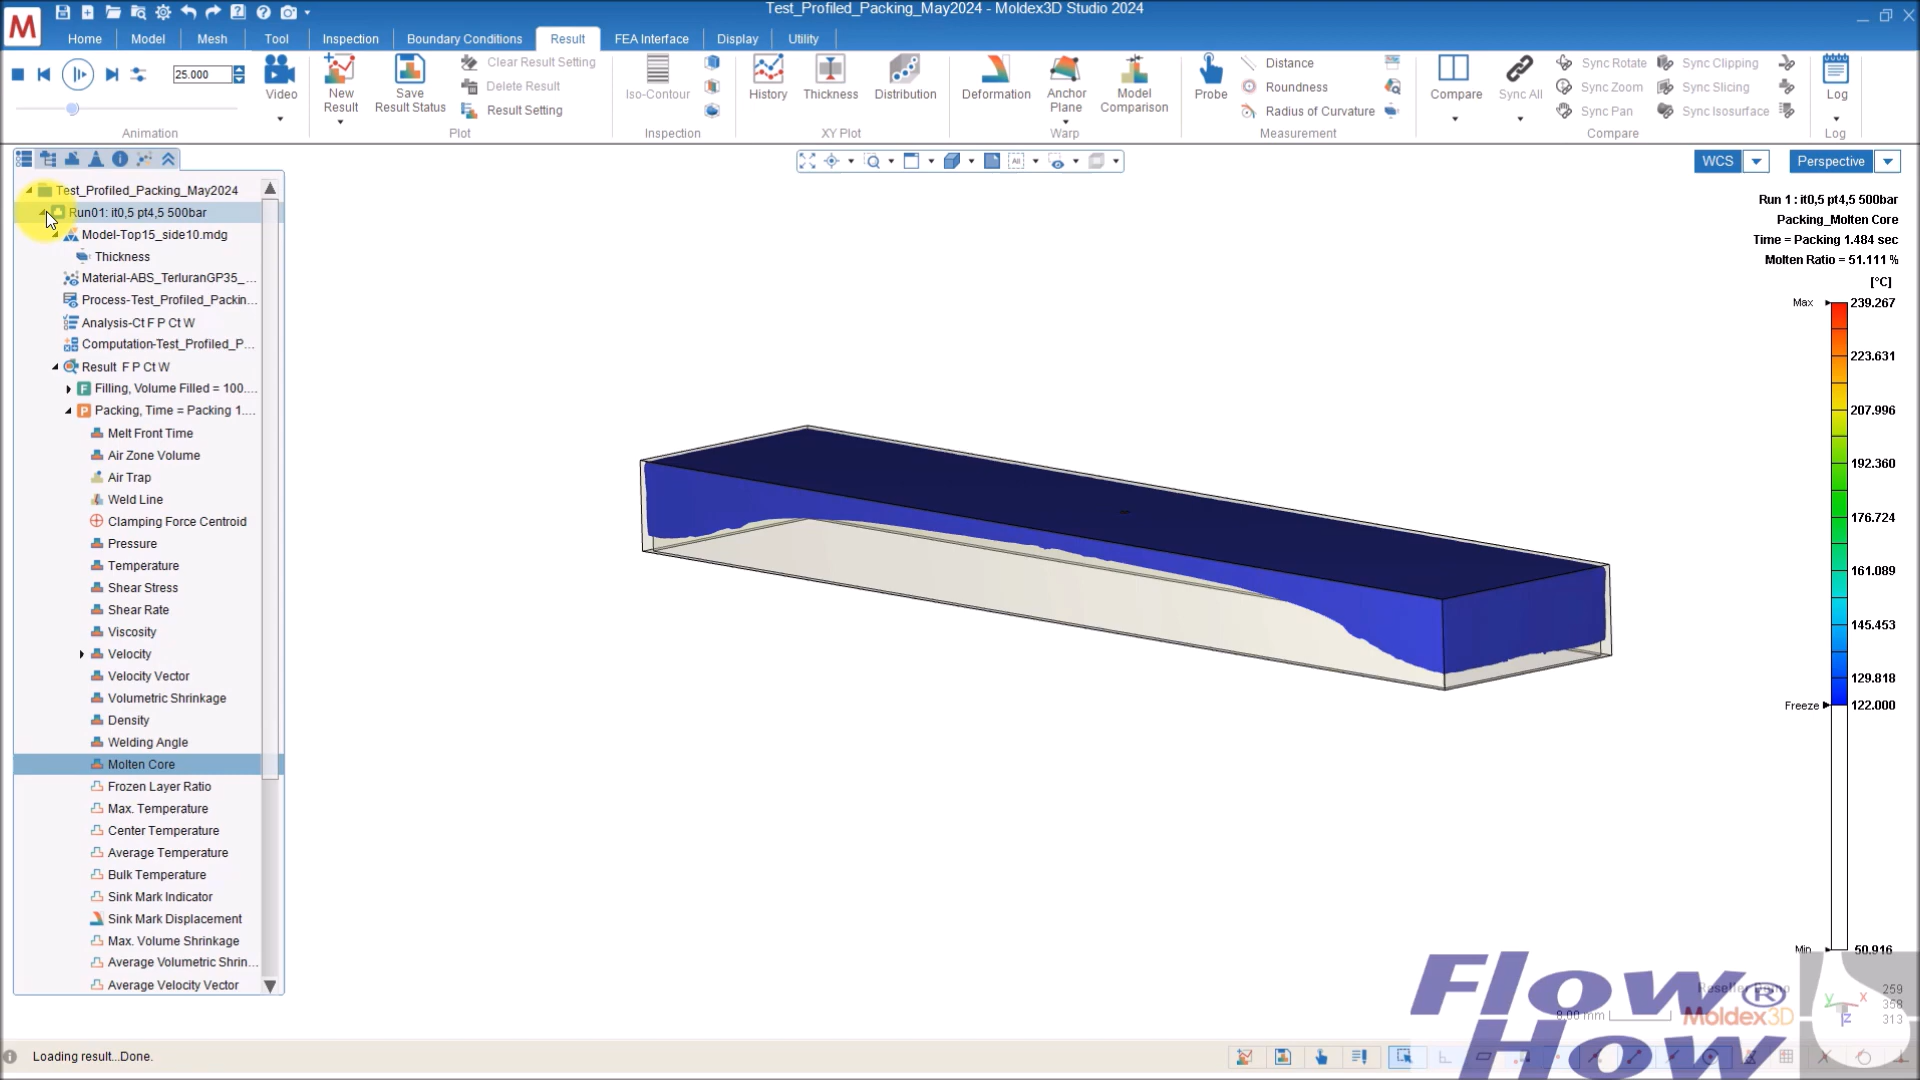 Test_Profiled_Packing_May2024 - Moldex3D Studio 2024
M
Home Model Mesh Tool Inspection Boundary Conditions Result FEA Interface Display Utility
25.000
Video
New Result
Save Result Status
Clear Result Setting
Delete Result
Result Setting
Iso-Contour
History
Thickness
Distribution
Deformation
Anchor Plane
Model Comparison
Probe
Distance
Roundness
Radius of Curvature
Compare
Sync All
Sync Rotate
Sync Zoom
Sync Pan
Sync Clipping
Sync Slicing
Sync Isosurface
Log
Animation Plot Inspection XY Plot Warp Measurement Compare Log
WCS Perspective
Test_Profiled_Packing_May2024
Run01: it0,5 pt4,5 500bar
Model-Top15_side10.mdg
Thickness
Material-ABS_TerluranGP35_...
Process-Test_Profiled_Packin...
Analysis-Ct F P Ct W
Computation-Test_Profiled_P...
Result F P Ct W
F Filling, Volume Filled = 100....
P Packing, Time = Packing 1....
Melt Front Time
Air Zone Volume
Air Trap
Weld Line
Clamping Force Centroid
Pressure
Temperature
Shear Stress
Shear Rate
Viscosity
Velocity
Velocity Vector
Volumetric Shrinkage
Density
Welding Angle
Molten Core
Frozen Layer Ratio
Max. Temperature
Center Temperature
Average Temperature
Bulk Temperature
Sink Mark Indicator
Sink Mark Displacement
Max. Volume Shrinkage
Average Volumetric Shrin...
Average Velocity Vector
Run 1 : it0,5 pt4,5 500bar
Packing_Molten Core
Time = Packing 1.484 sec
Molten Ratio = 51.111 %
[°C]
Max 239.267
223.631
207.996
192.360
176.724
161.089
145.453
129.818
Freeze 122.000
Min 50.916
Flow ®
How
Reseller Demo
Moldex3D
8.00 mm
y x z
259
358
313
Loading result...Done.